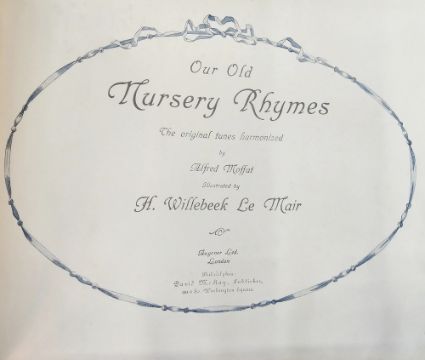 Our Old
Nursery Rhymes
The original tunes harmonized
by
Alfred Moffat
Illustrated by
H. Willebeek Le Mair
Augener Ltd.
London
Philadelphia
David McKay, Publisher,
Washington Square